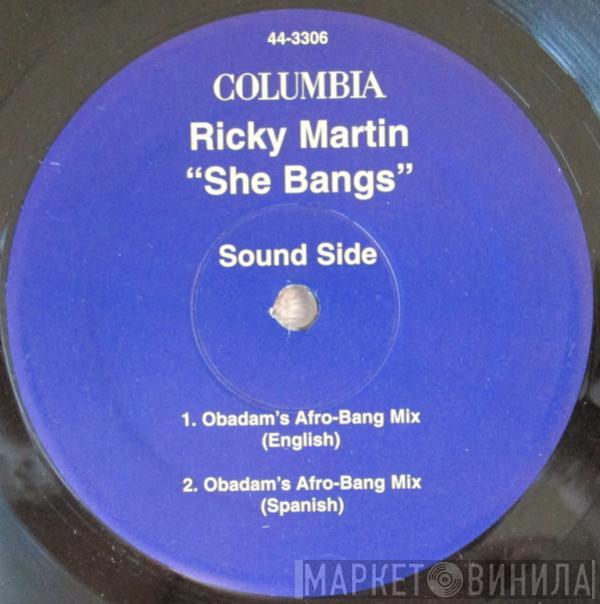 44-3306
COLUMBIA
Ricky Martin
“She Bangs”
Sound Side
1. Obadam’s Afro-Bang Mix
(English)
2. Obadam’s Afro-Bang Mix
(Spanish)
МАРКЕТ ВИНИЛА